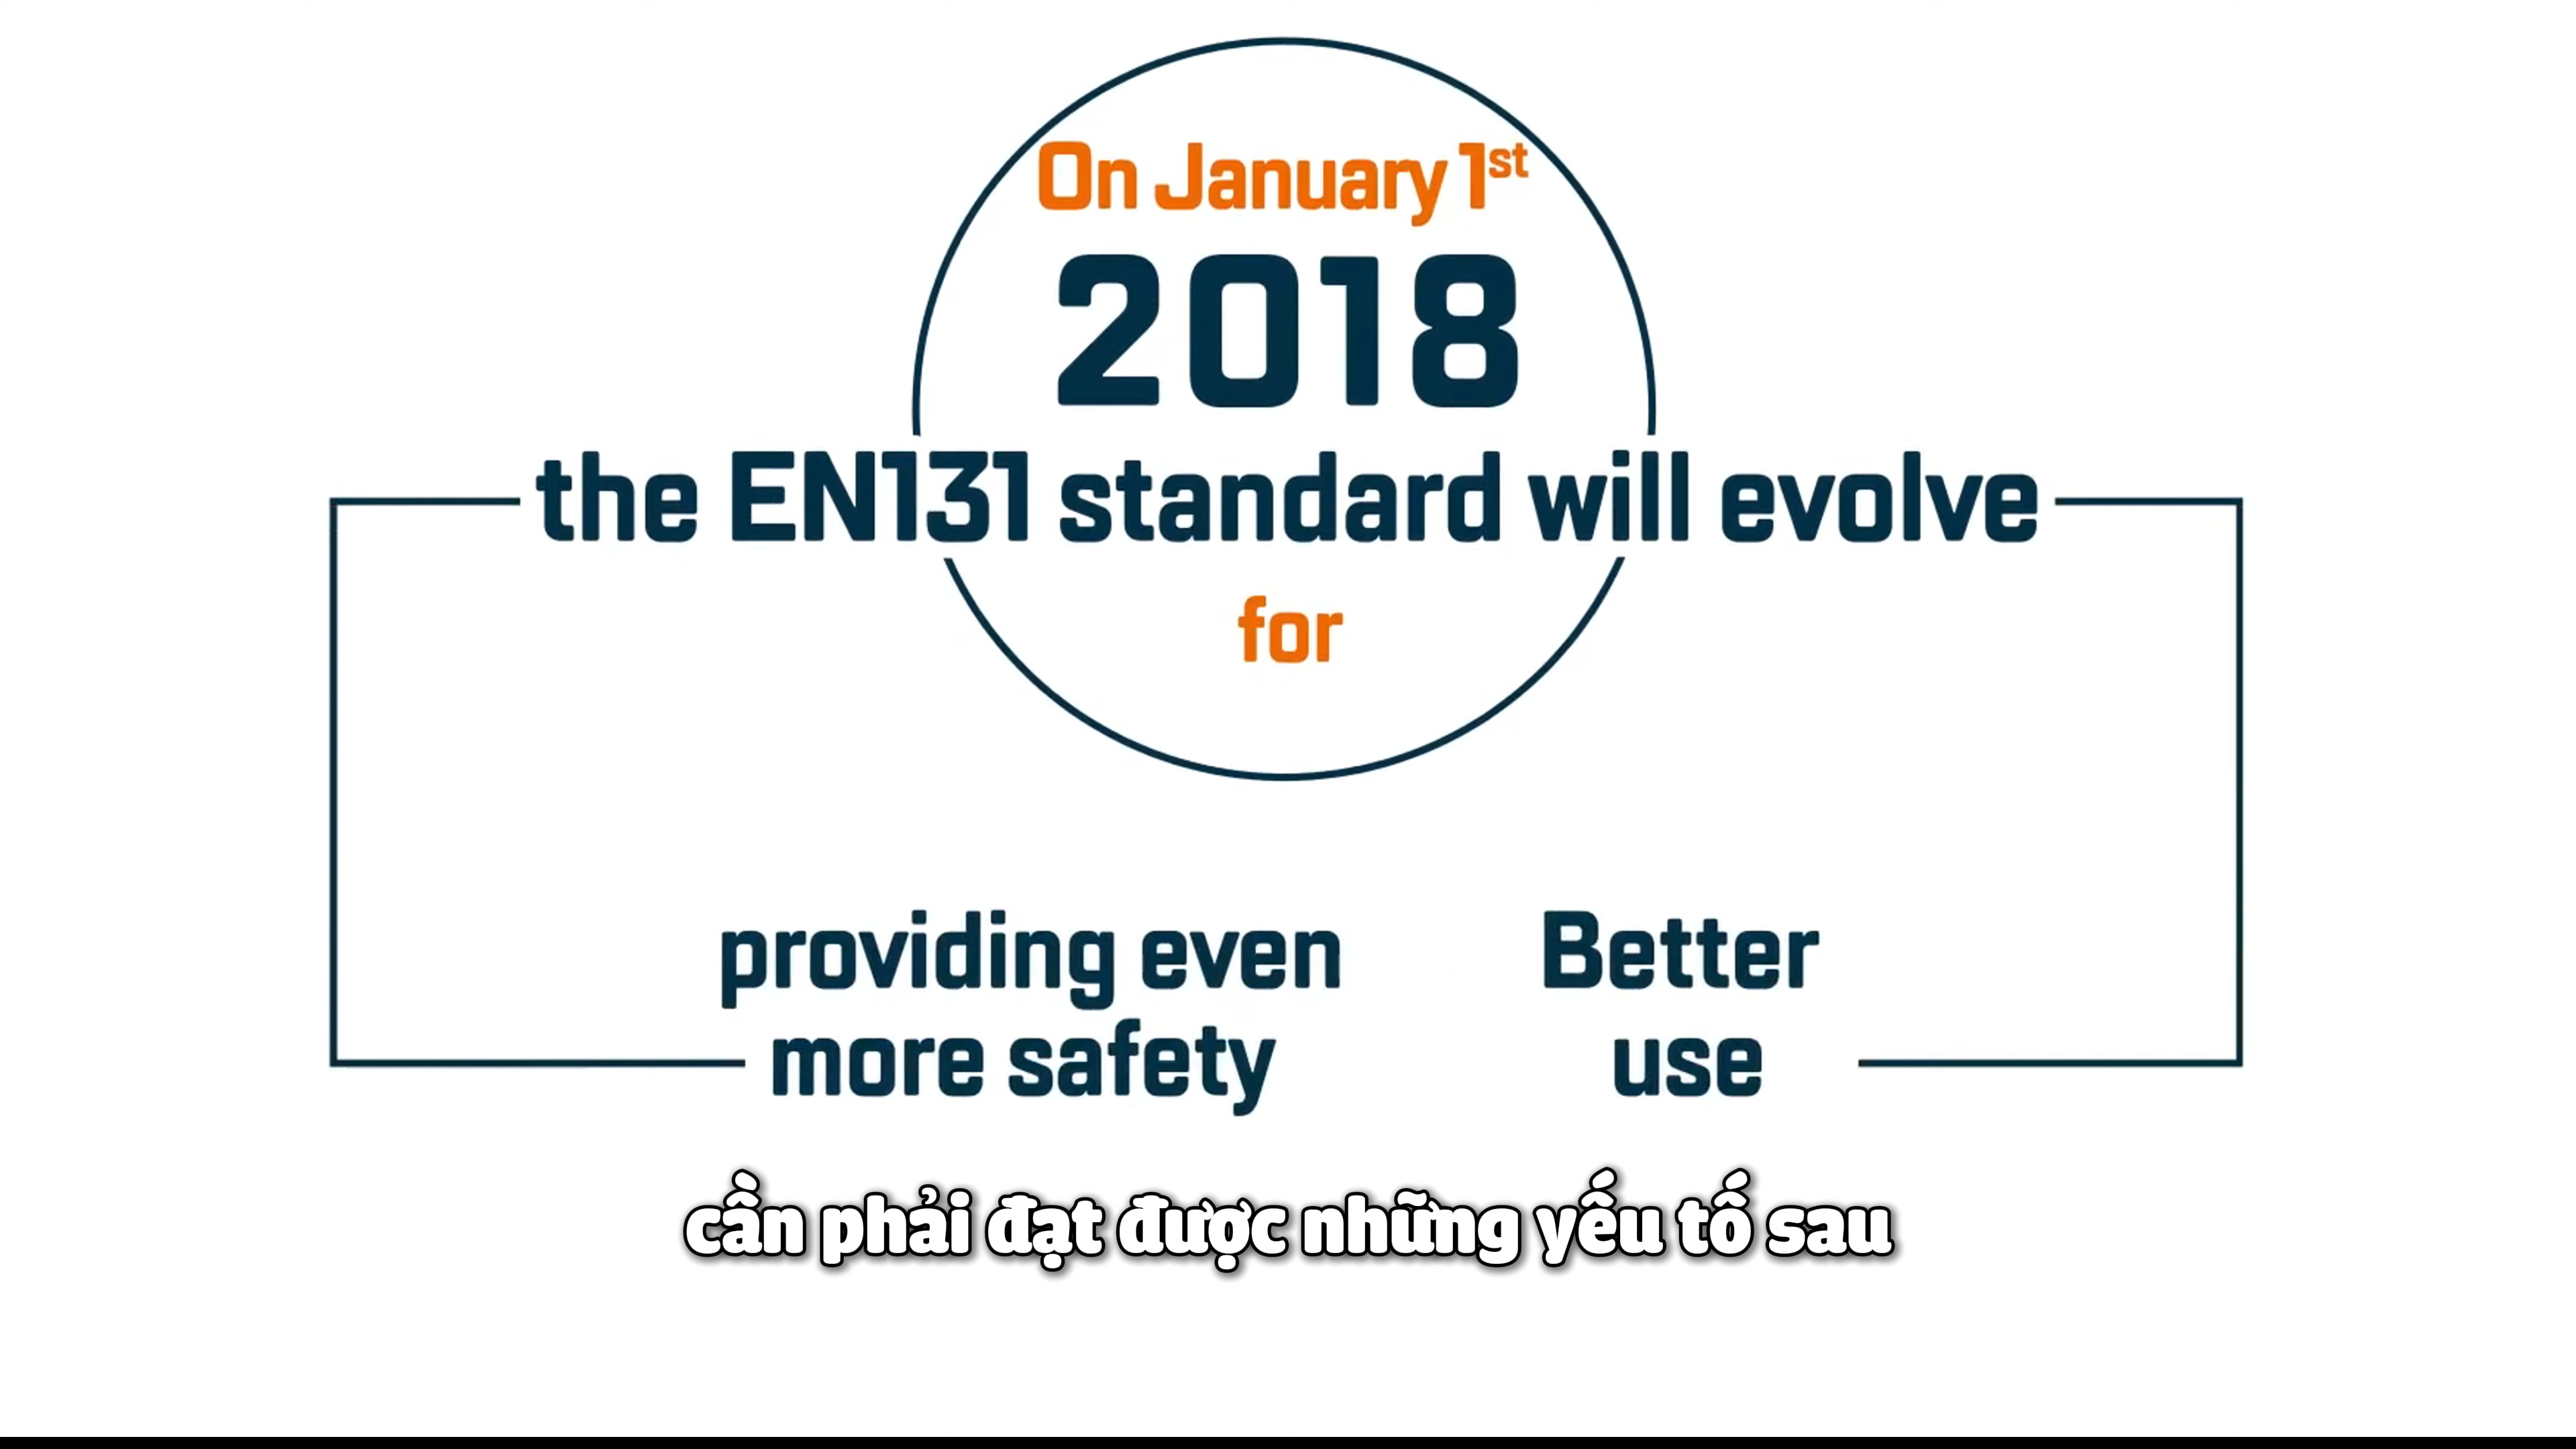 On January 1st
2018
the EN131 standard will evolve
for
providing even
more safety
Better
use
cần phải đạt được những yếu tố sau